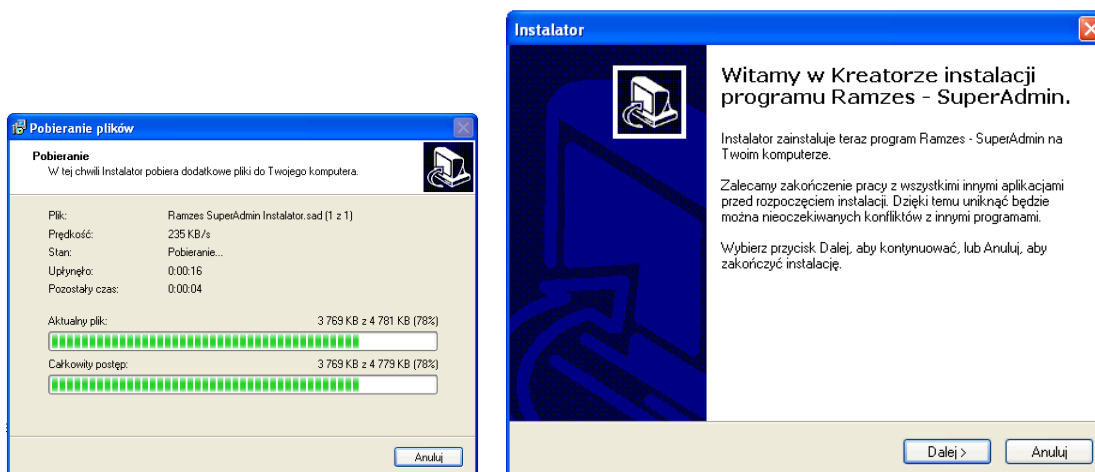 Pobieranie plików
Pobieranie
W tej chwili Instalator pobiera dodatkowe pliki do Twojego komputera.
Plik: Ramzes SuperAdmin Instalator.sad (1 z 1)
Prędkość: 235 KB/s
Stan: Pobieranie...
Upłynęło: 0:00:16
Pozostały czas: 0:00:04
Aktualny plik: 3 769 KB z 4 781 KB (78%)
Całkowity postęp: 3 769 KB z 4 779 KB (78%)
Anuluj
Instalator
Witamy w Kreatorze instalacji
programu Ramzes - SuperAdmin.
Instalator zainstaluje teraz program Ramzes - SuperAdmin na
Twoim komputerze.
Zalecamy zakończenie pracy z wszystkimi innymi aplikacjami
przed rozpoczęciem instalacji. Dzięki temu uniknąć będzie
można nieoczekiwanych konfliktów z innymi programami.
Wybierz przycisk Dalej, aby kontynuować, lub Anuluj, aby
zakończyć instalację.
Dalej > Anuluj